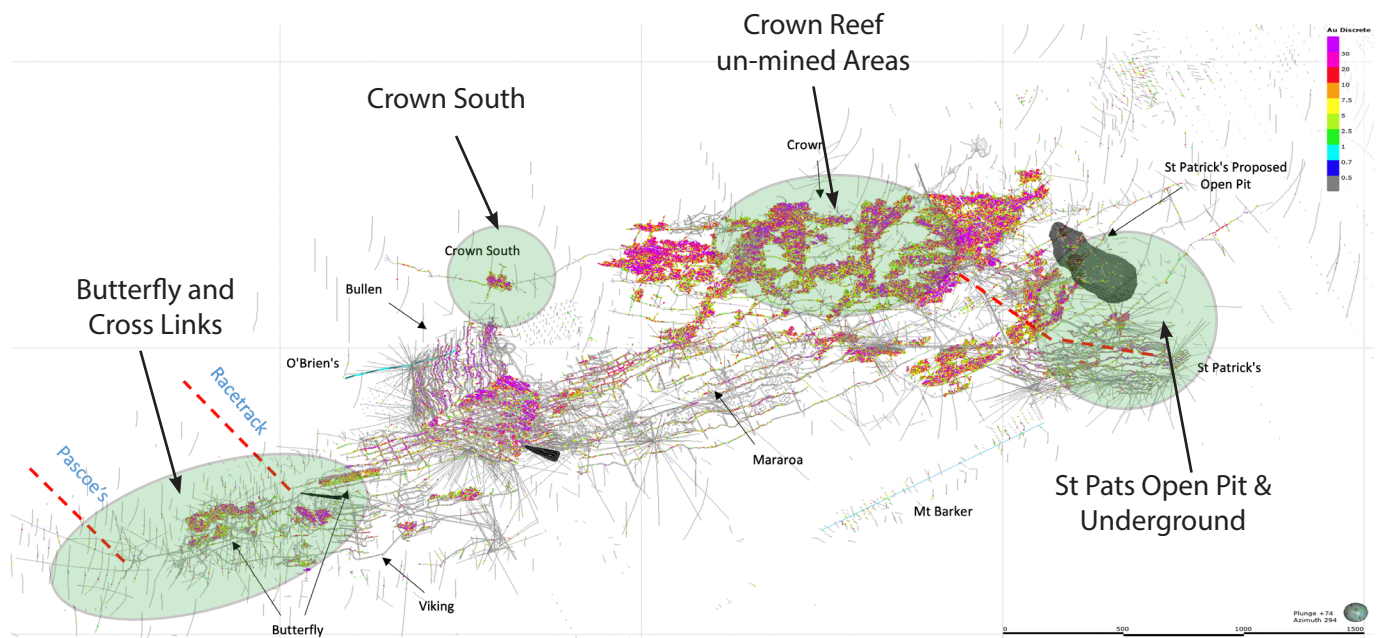 Crown Reef
un-mined Areas
Au Discrete
30
20
10
7.5
5
2.5
1
0.7
0.5
Crown South
Crown
St Patrick's Proposed
Open Pit
Crown South
Butterfly and
Cross Links
Bullen
O'Brien's
St Patrick's
Racetrack
Pascoe's
Mararoa
St Pats Open Pit &
Underground
Mt Barker
Viking
Butterfly
Plunge +74
Azimuth 294
0
500
1000
1500